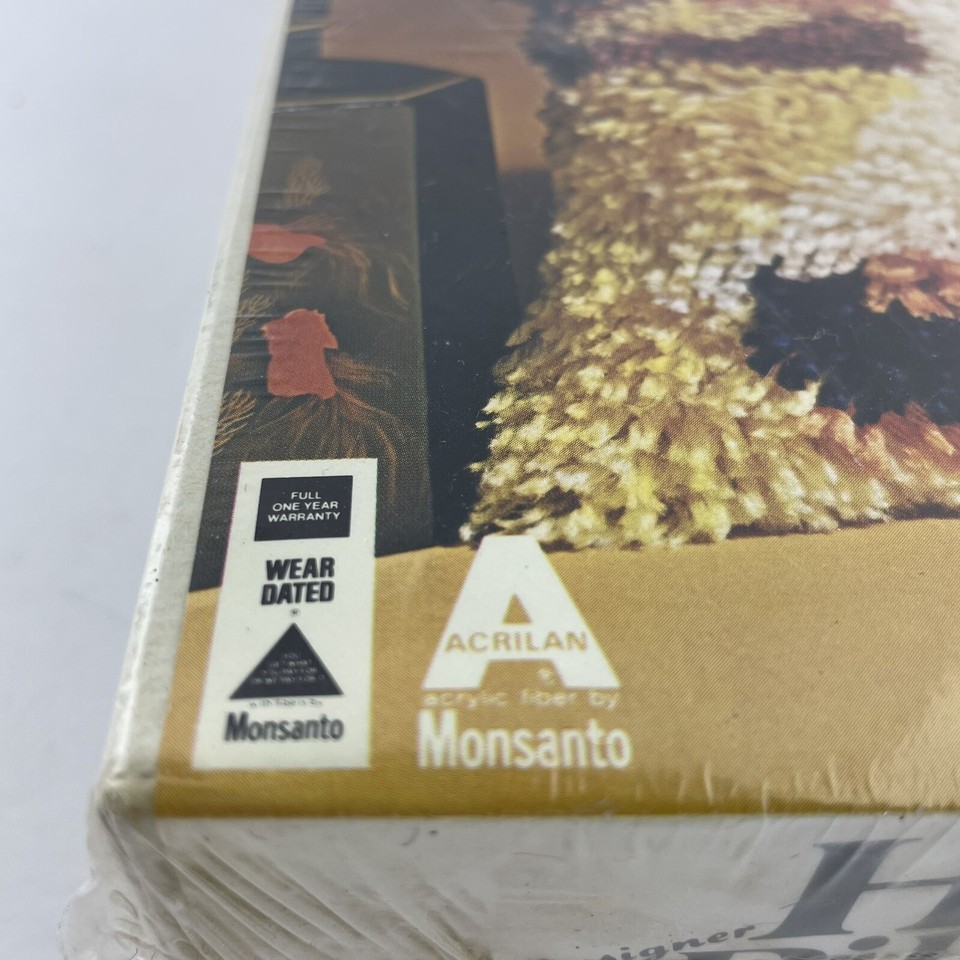 FULL
ONE YEAR
WARRANTY
WEAR
DATED
®
Monsanto
A
ACRILAN
®
acrylic fiber by
Monsanto